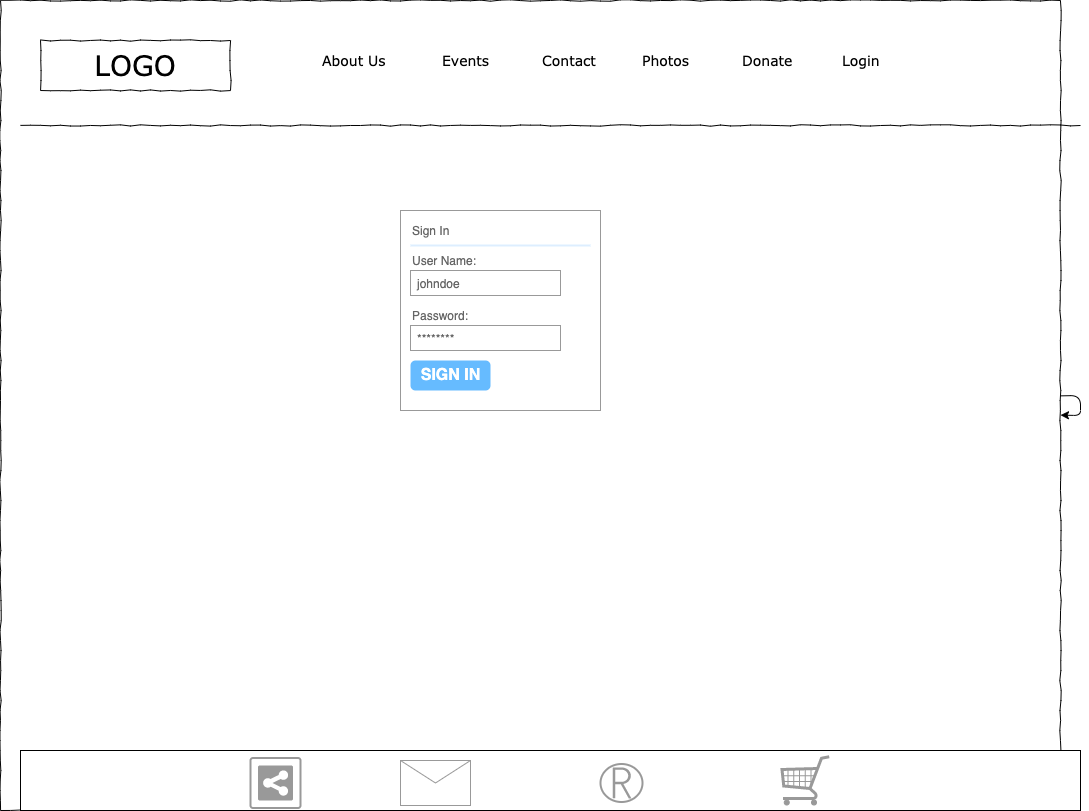 LOGO
About Us Events Contact Photos Donate Login
Sign In
User Name:
johndoe
Password:
********
SIGN IN
®